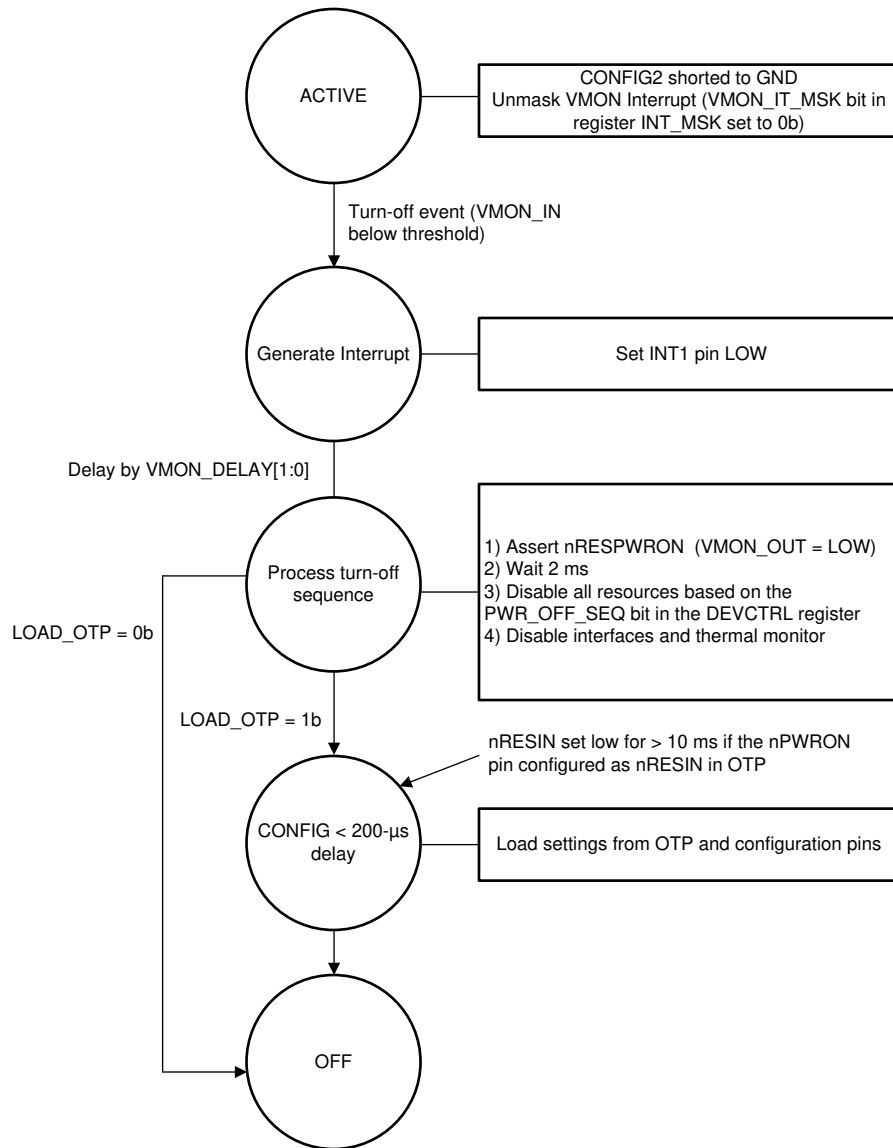 ACTIVE
CONFIG2 shorted to GND
Unmask VMON Interrupt (VMON_IT_MSK bit in
register INT_MSK set to 0b)
Turn-off event (VMON_IN
below threshold)
Generate Interrupt
Set INT1 pin LOW
Delay by VMON_DELAY[1:0]
Process turn-off
sequence
1) Assert nRESPWRON (VMON_OUT = LOW)
2) Wait 2 ms
3) Disable all resources based on the
PWR_OFF_SEQ bit in the DEVCTRL register
4) Disable interfaces and thermal monitor
LOAD_OTP = 0b
LOAD_OTP = 1b
nRESIN set low for > 10 ms if the nPWRON
pin configured as nRESIN in OTP
CONFIG < 200-µs
delay
Load settings from OTP and configuration pins
OFF